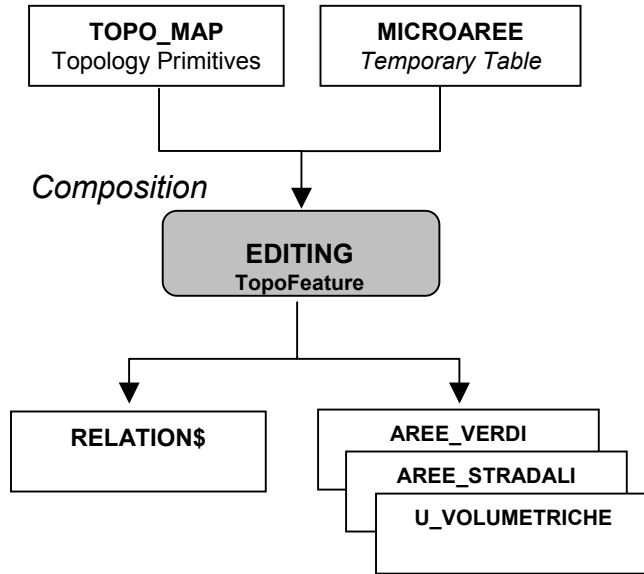 TOPO_MAP
Topology Primitives
MICROAREE
Temporary Table
Composition
EDITING
TopoFeature
RELATION$
AREE_VERDI
AREE_STRADALI
U_VOLUMETRICHE